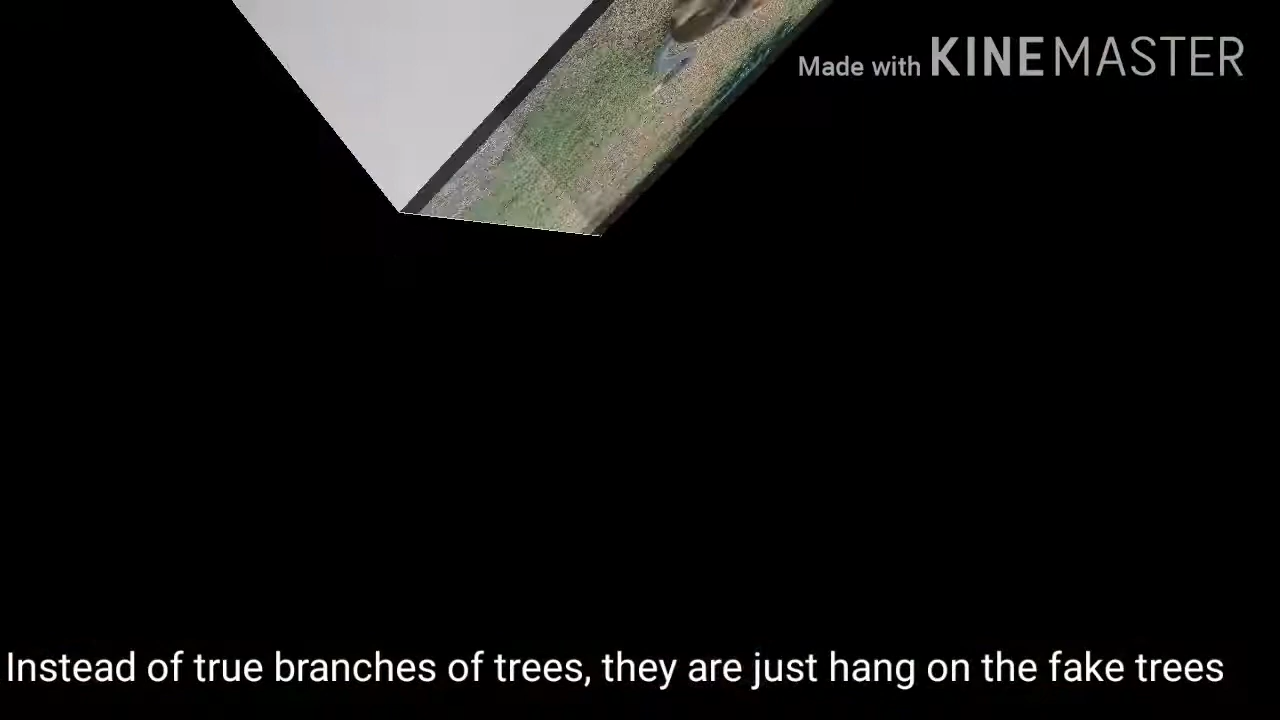 Made with KINEMASTER
Instead of true branches of trees, they are just hang on the fake trees